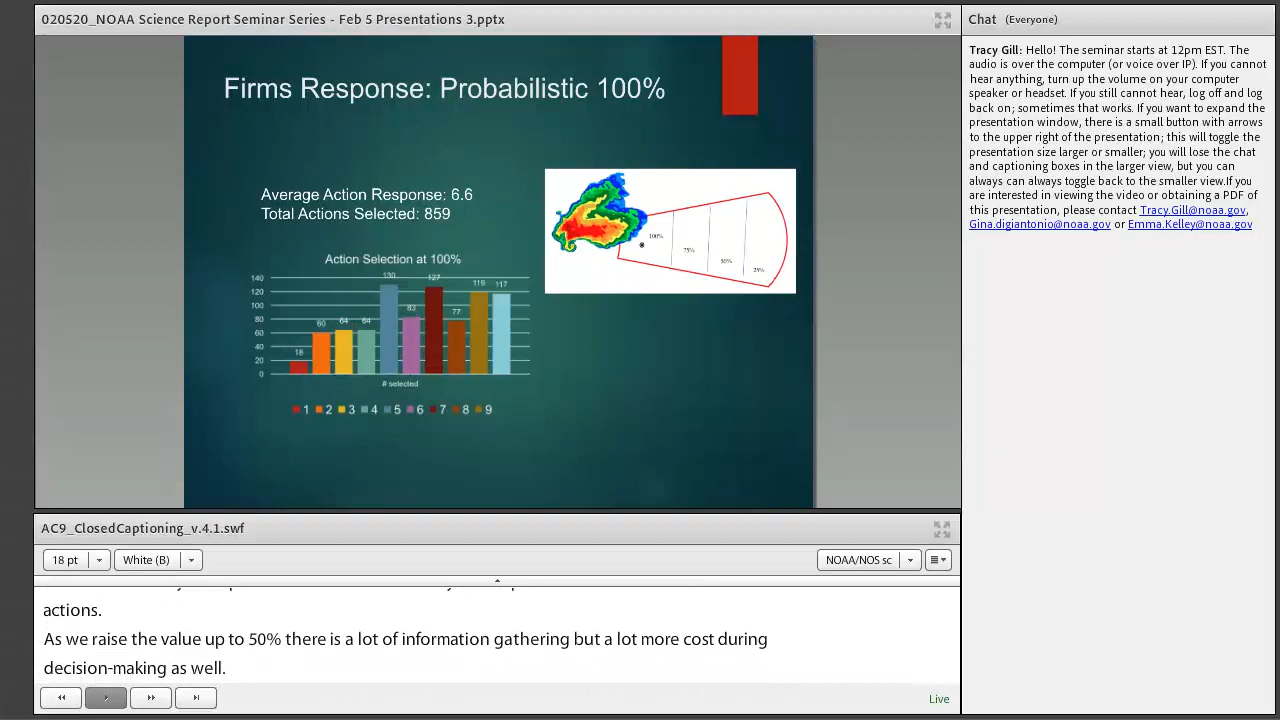 020520_NOAA Science Report Seminar Series - Feb 5 Presentations 3.pptx
Firms Response: Probabilistic 100%
Average Action Response: 6.6
Total Actions Selected: 859
Action Selection at 100%
140
120
100
80
60
40
20
0
18
60
64
64
130
83
127
77
119
117
# selected
1 2 3 4 5 6 7 8 9
100%
75%
50%
25%
Chat (Everyone)
Tracy Gill: Hello! The seminar starts at 12pm EST. The
audio is over the computer (or voice over IP). If you cannot
hear anything, turn up the volume on your computer
speaker or headset. If you still cannot hear, log off and log
back on; sometimes that works. If you want to expand the
presentation window, there is a small button with arrows
to the upper right of the presentation; this will toggle the
presentation size larger or smaller; you will lose the chat
and captioning boxes in the larger view, but you can
always can always toggle back to the smaller view.If you
are interested in viewing the video or obtaining a PDF of
this presentation, please contact Tracy.Gill@noaa.gov,
Gina.digiantonio@noaa.gov or Emma.Kelley@noaa.gov
AC9_ClosedCaptioning_v.4.1.swf
18 pt White (B) NOAA/NOS sc
actions.
As we raise the value up to 50% there is a lot of information gathering but a lot more cost during
decision-making as well.
Live